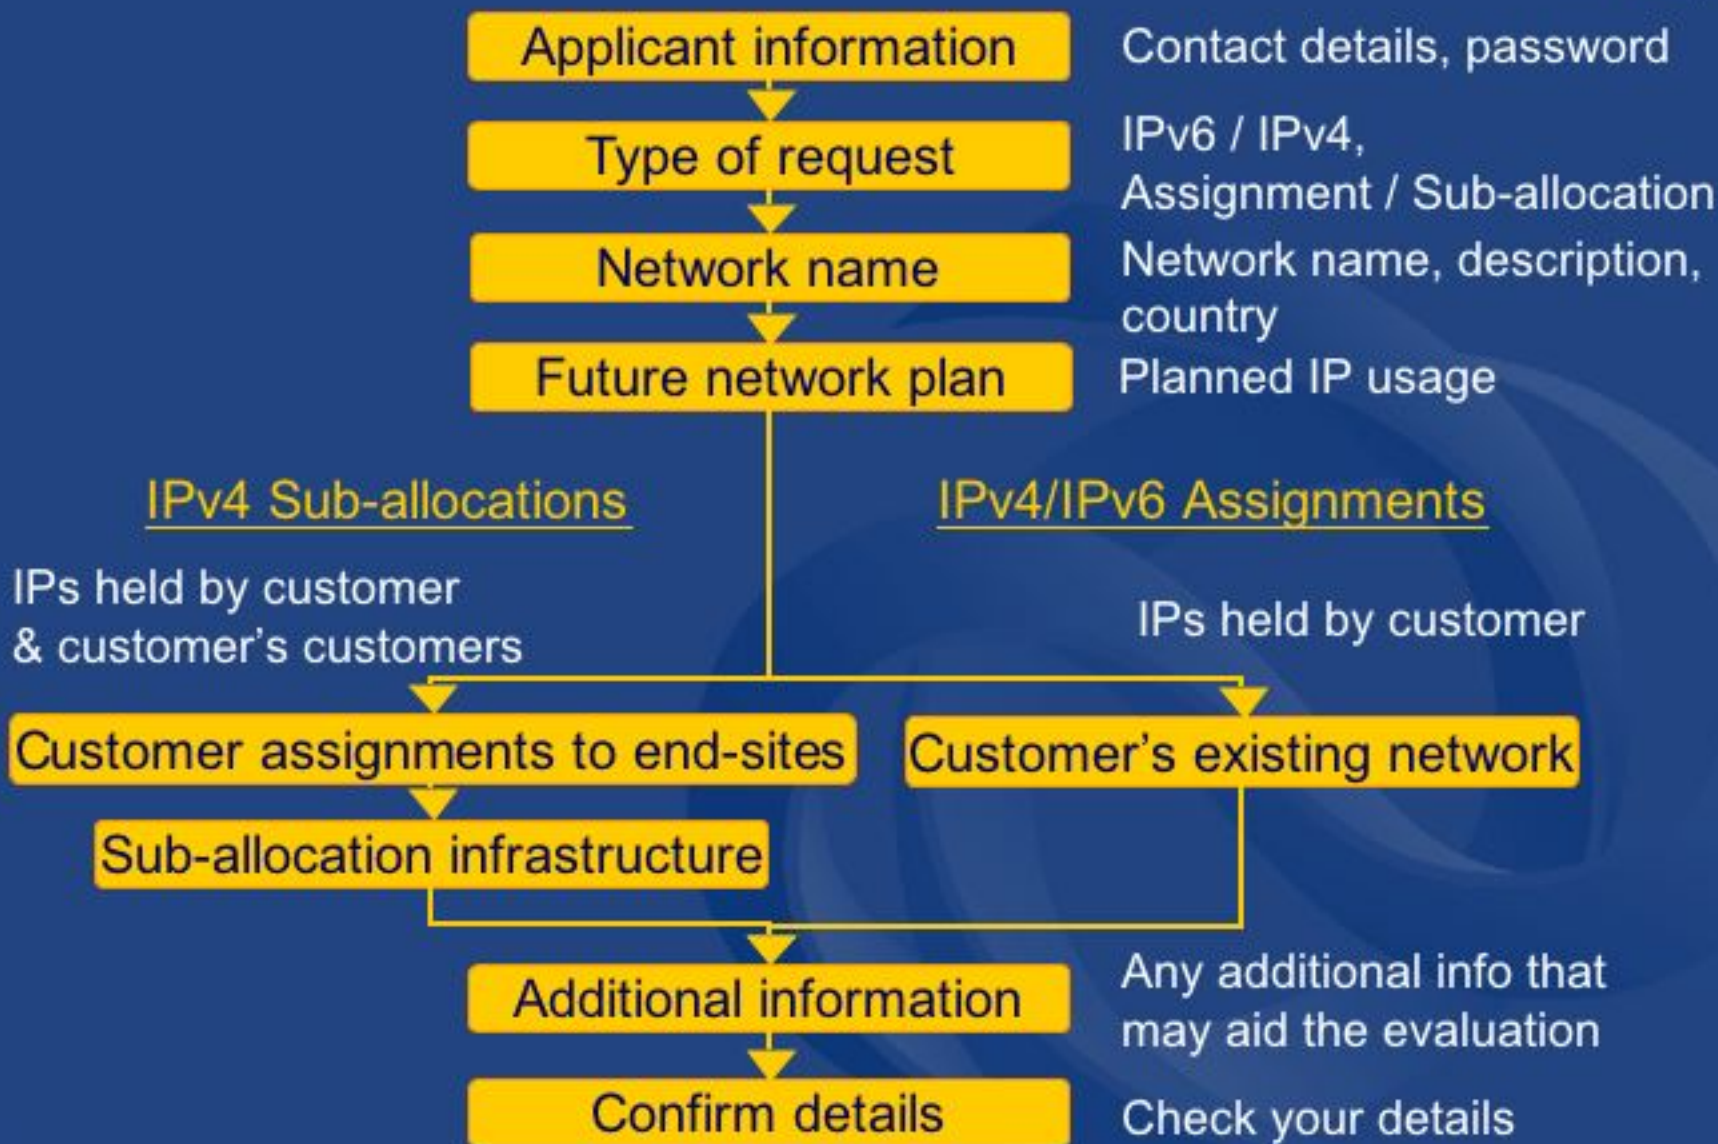 Applicant information
Contact details, password
Type of request
IPv6 / IPv4,
Assignment / Sub-allocation
Network name
Network name, description,
country
Future network plan
Planned IP usage
IPv4 Sub-allocations
IPv4/IPv6 Assignments
IPs held by customer
& customer's customers
IPs held by customer
Customer assignments to end-sites
Customer's existing network
Sub-allocation infrastructure
Additional information
Any additional info that
may aid the evaluation
Confirm details
Check your details